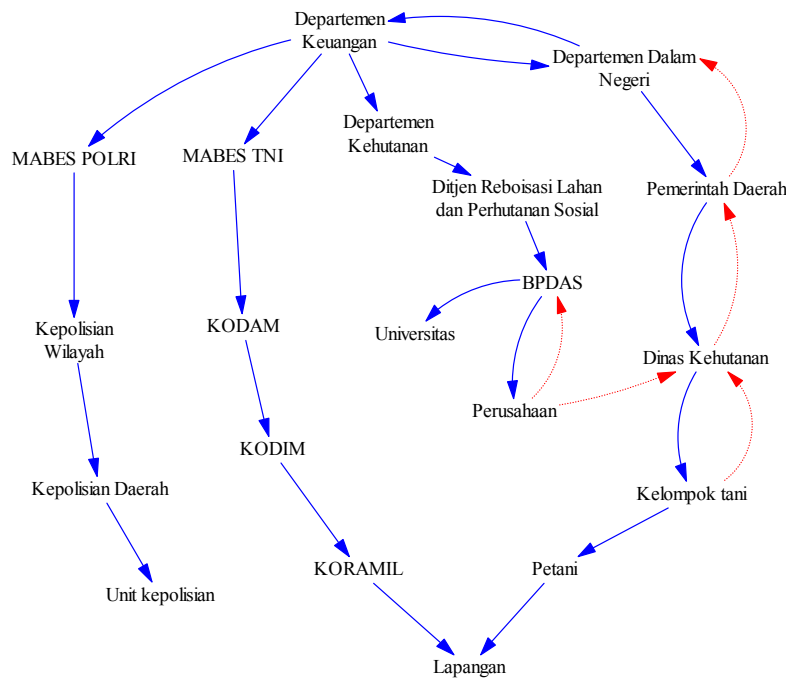 Departemen
Keuangan
Departemen Dalam
Negeri
Departemen
Kehutanan
MABES POLRI
MABES TNI
Ditjen Reboisasi Lahan
dan Perhutanan Sosial
Pemerintah Daerah
BPDAS
Kepolisian
Wilayah
KODAM
Universitas
Dinas Kehutanan
Perusahaan
KODIM
Kepolisian Daerah
Kelompok tani
Unit kepolisian
KORAMIL
Petani
Lapangan